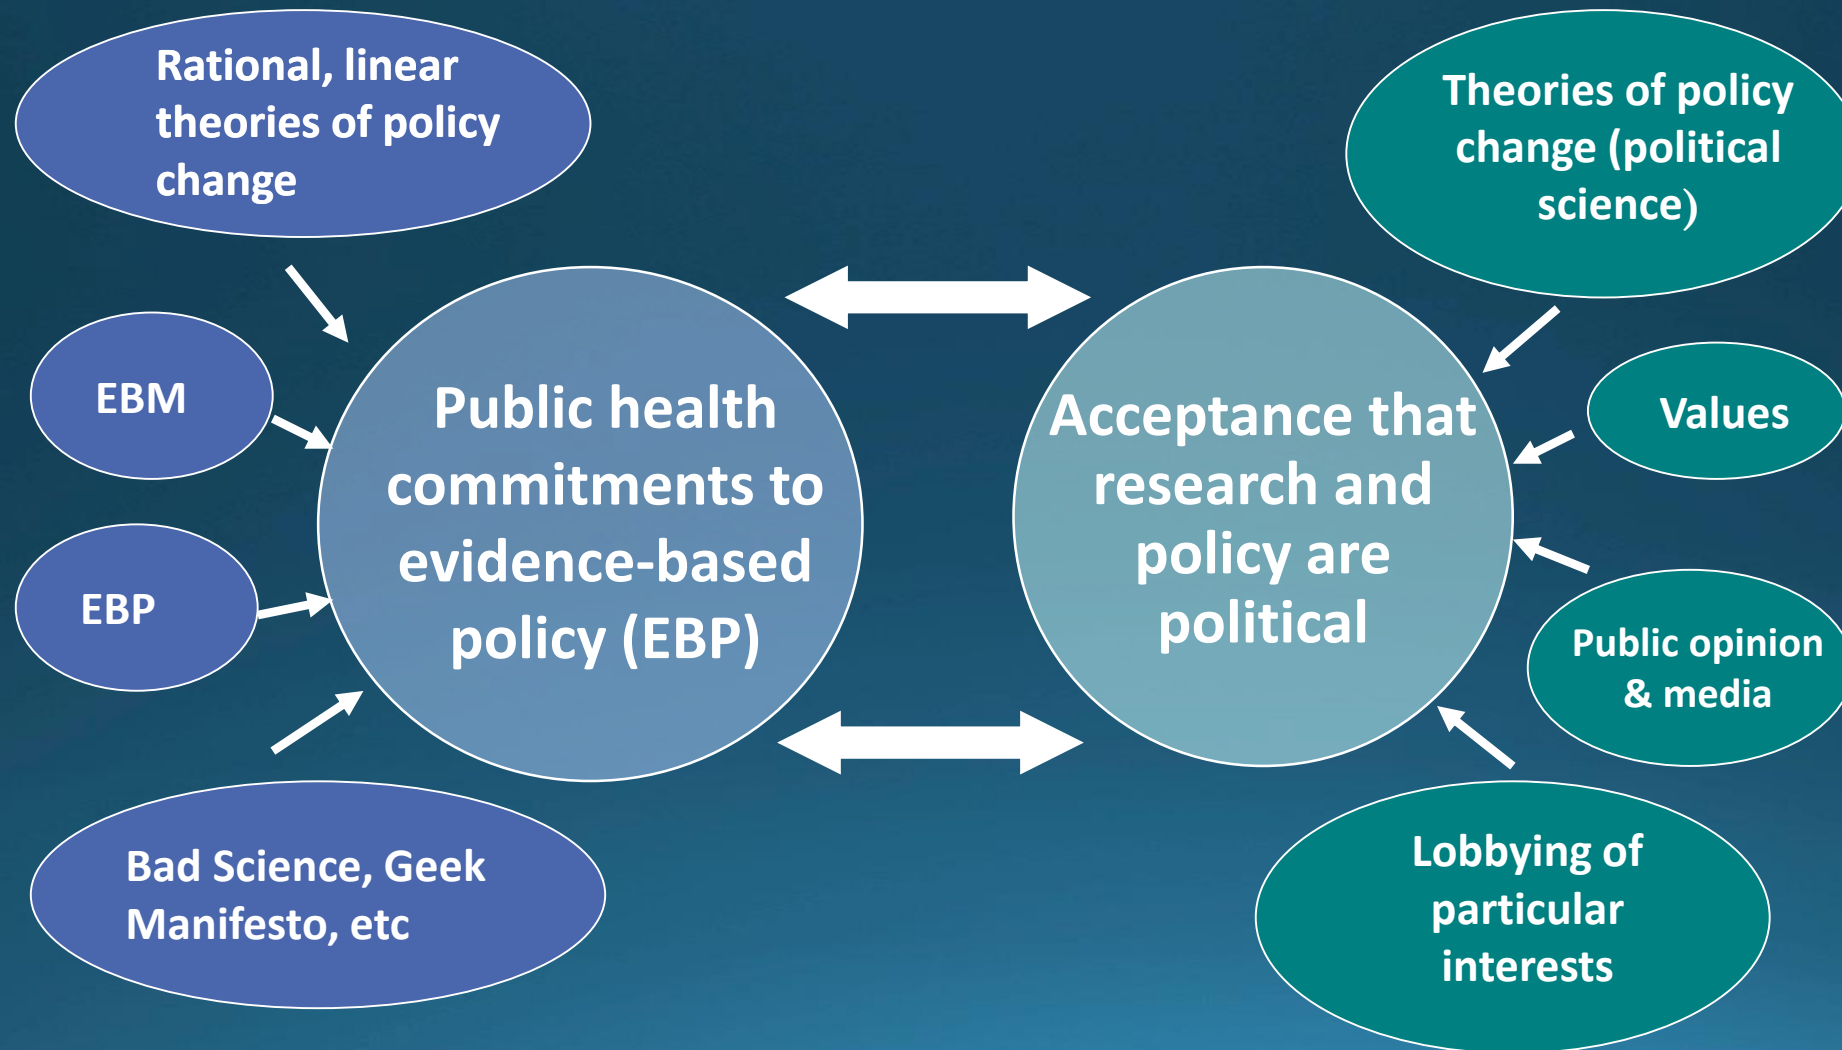 Rational, linear
theories of policy
change
EBM
EBP
Bad Science, Geek
Manifesto, etc
Public health
commitments to
evidence-based
policy (EBP)
Acceptance that
research and
policy are
political
Theories of policy
change (political
science)
Values
Public opinion
& media
Lobbying of
particular
interests